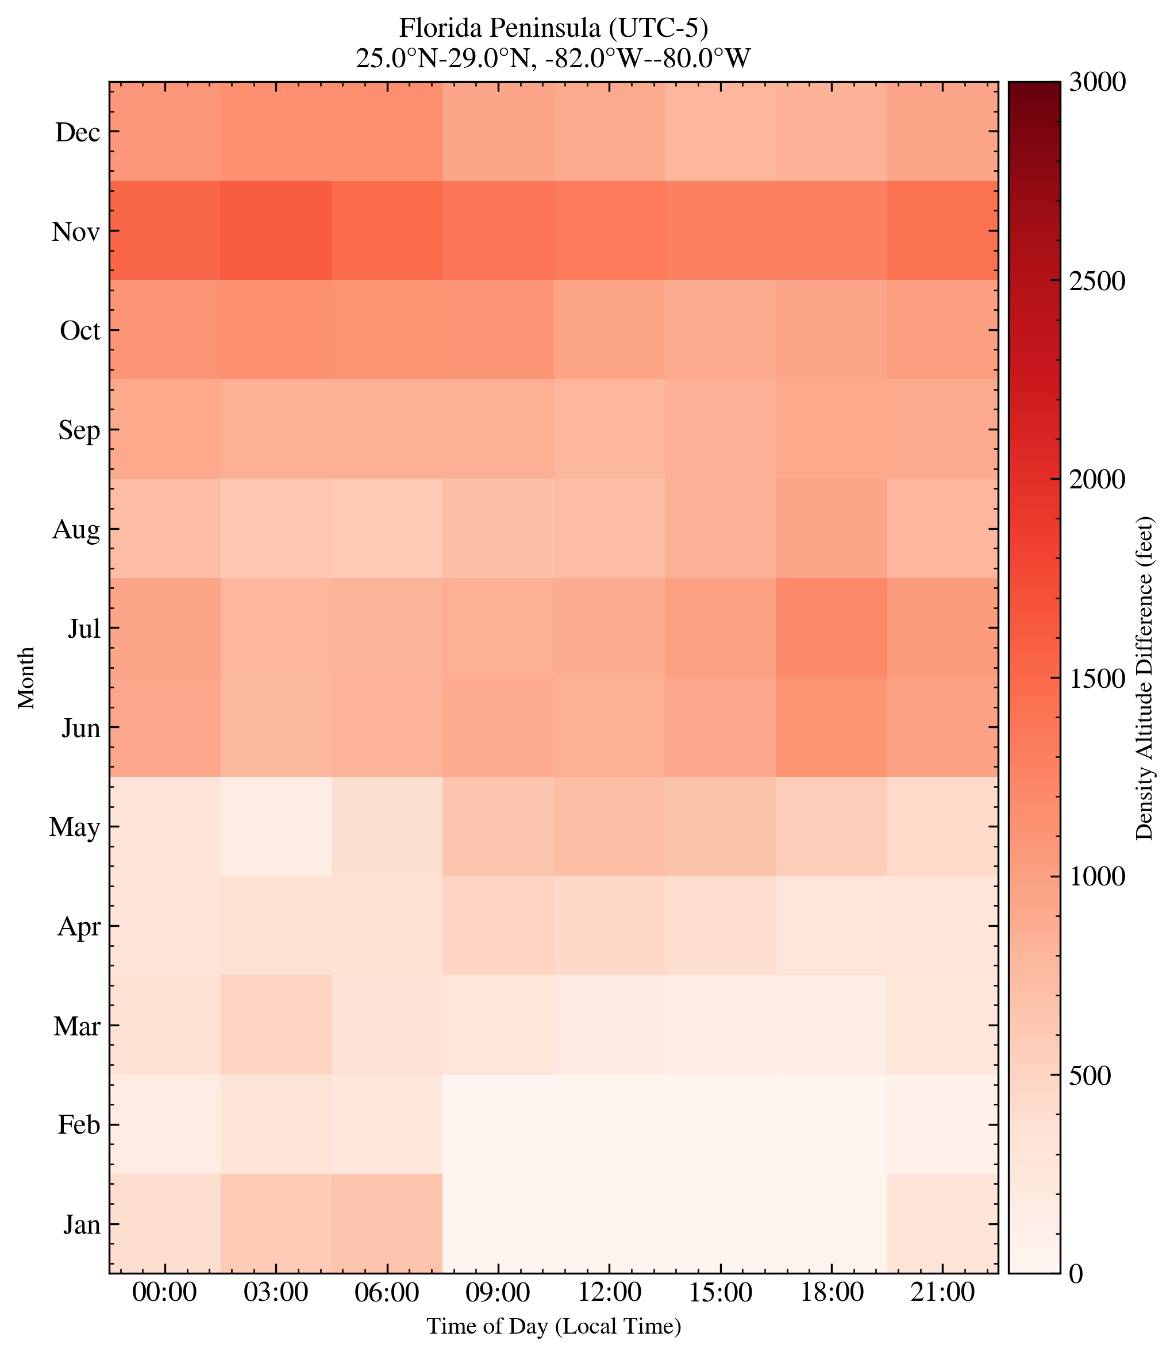 Florida Peninsula (UTC-5)
25.0°N-29.0°N, -82.0°W--80.0°W
Dec
Nov
Oct
Sep
Aug
Jul
Jun
May
Apr
Mar
Feb
Jan
Month
00:00 03:00 06:00 09:00 12:00 15:00 18:00 21:00
Time of Day (Local Time)
3000
2500
2000
1500
1000
500
0
Density Altitude Difference (feet)